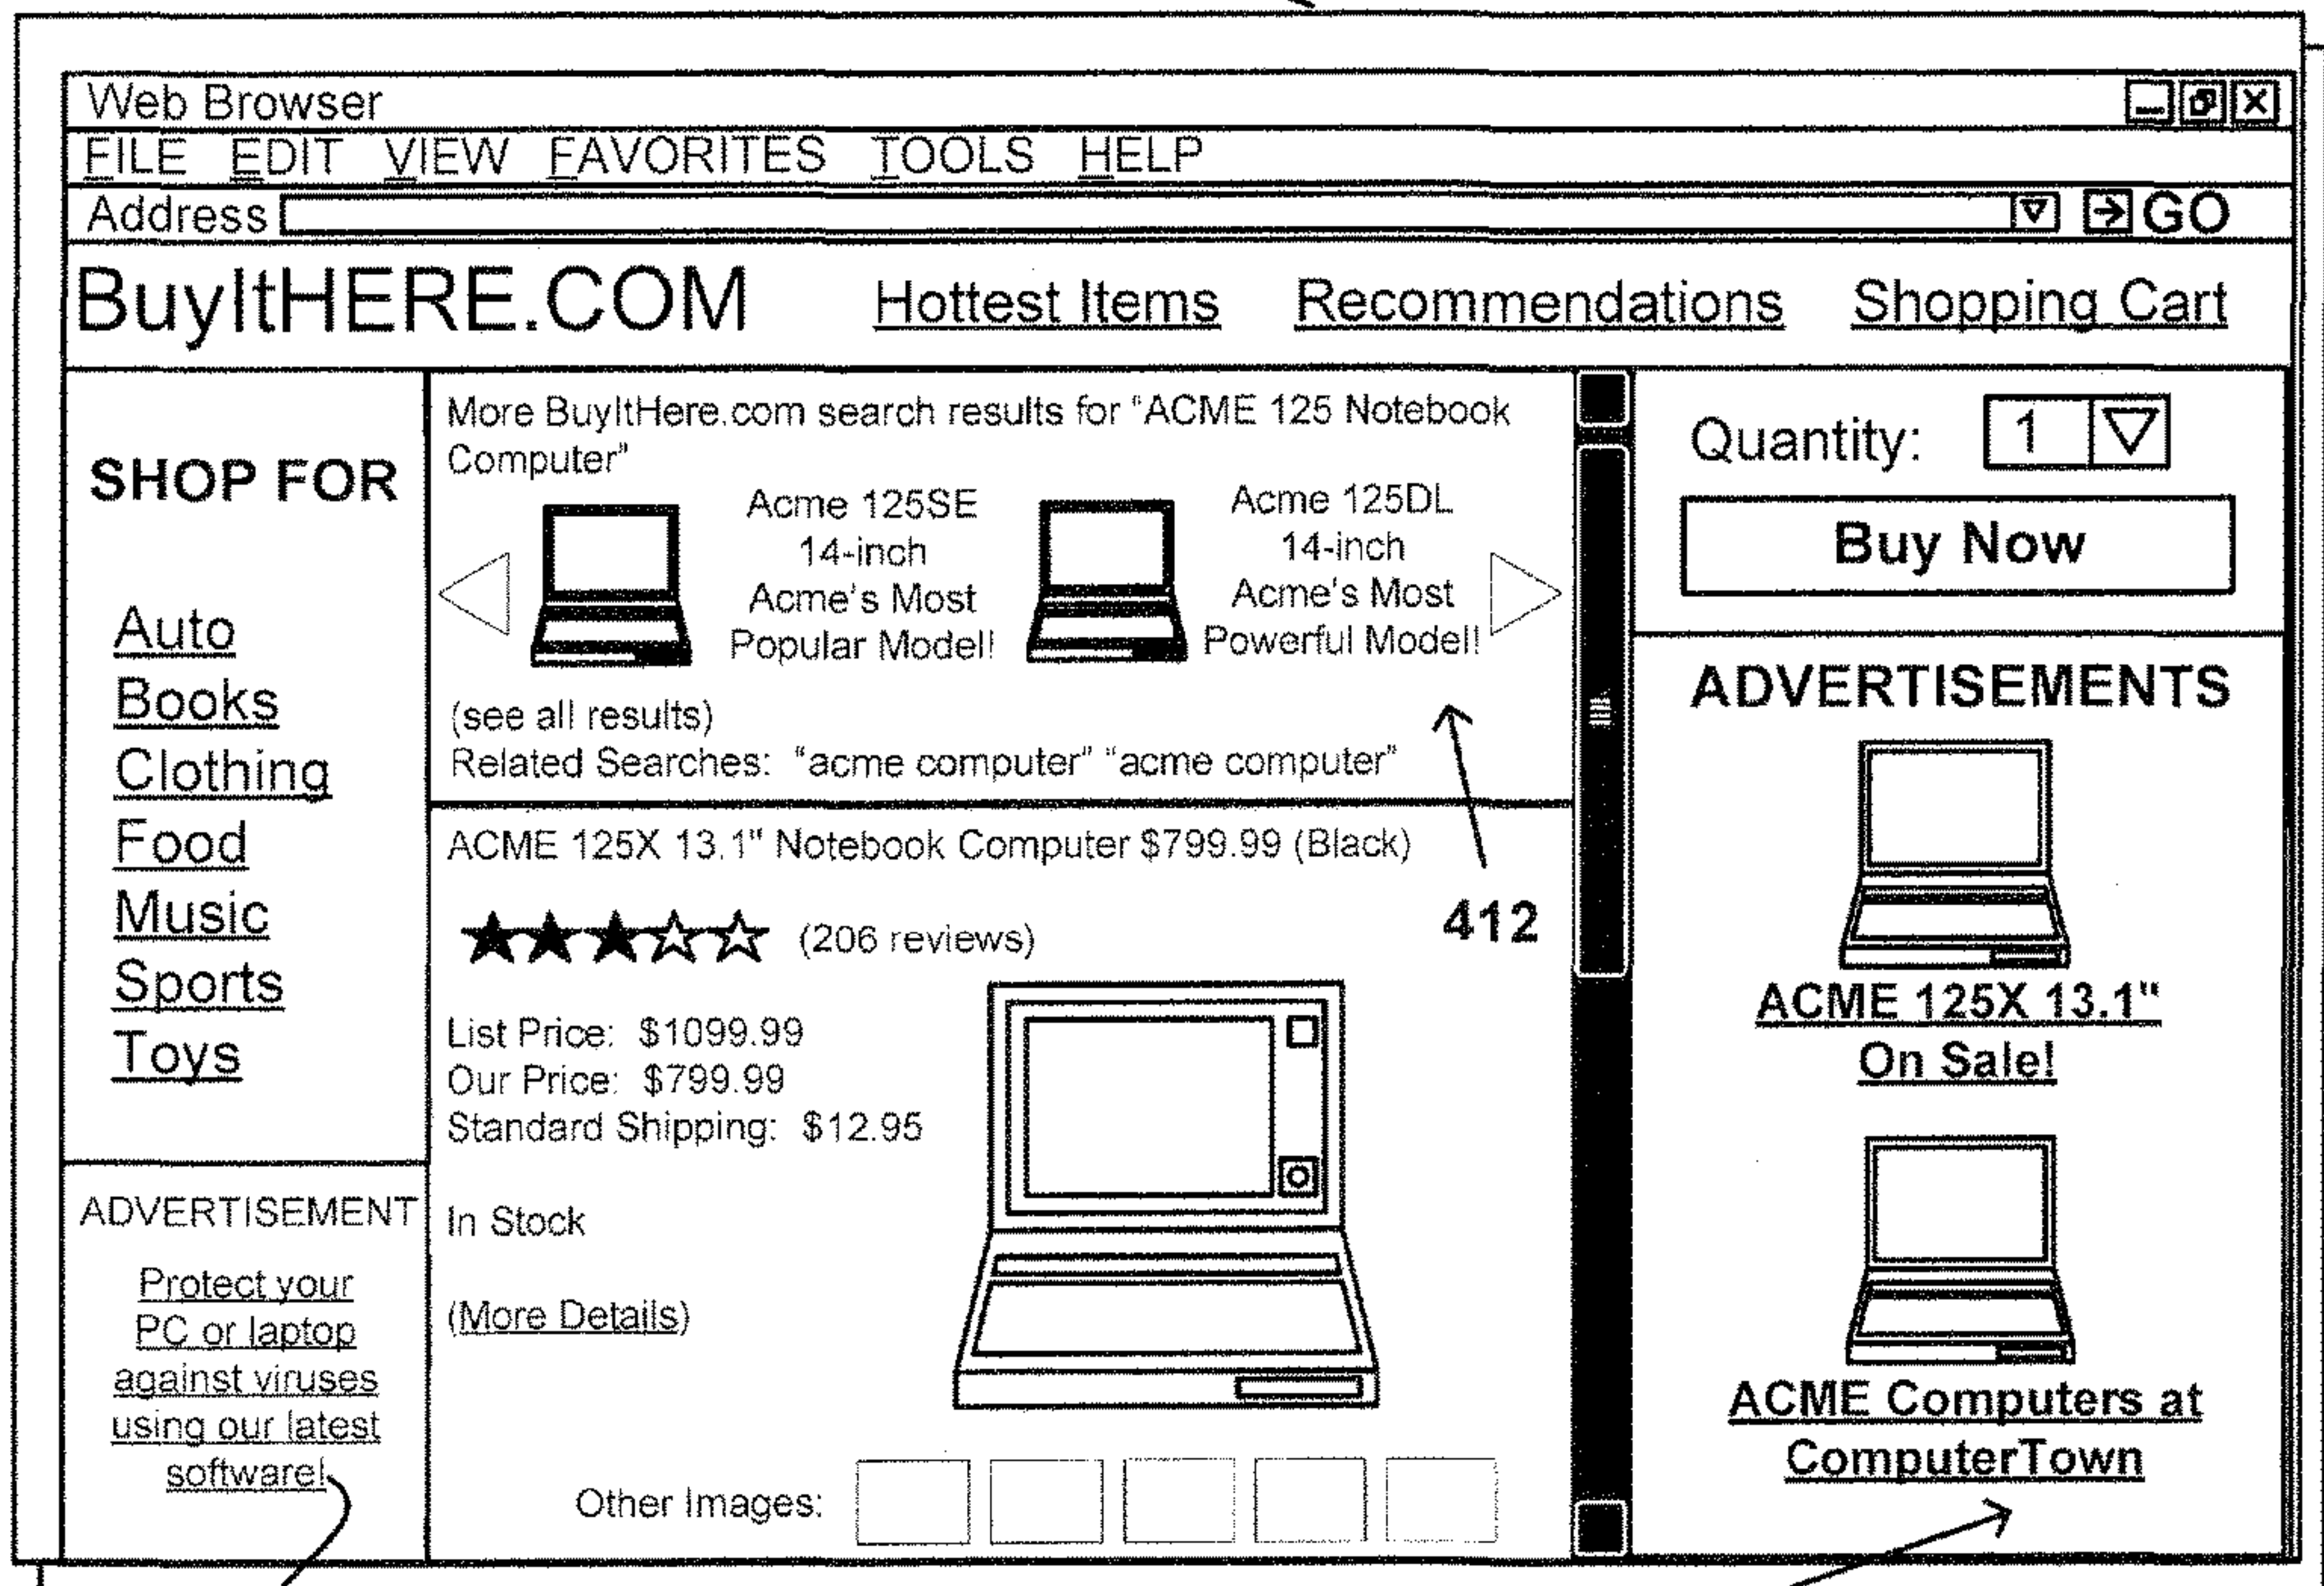 Web Browser
FILE EDIT VIEW FAVORITES TOOLS HELP
Address GO
BuyItHERE.COM Hottest Items Recommendations Shopping Cart
SHOP FOR
Auto
Books
Clothing
Food
Music
Sports
Toys
ADVERTISEMENT
Protect your
PC or laptop
against viruses
using our latest
software!
More BuyItHere.com search results for "ACME 125 Notebook
Computer"
Acme 125SE
14-inch
Acme's Most
Popular Model!
Acme 125DL
14-inch
Acme's Most
Powerful Model!
(see all results)
Related Searches: "acme computer" "acme computer"
412
ACME 125X 13.1" Notebook Computer $799.99 (Black)
(206 reviews)
List Price: $1099.99
Our Price: $799.99
Standard Shipping: $12.95
In Stock
(More Details)
Other Images:
Quantity: 1
Buy Now
ADVERTISEMENTS
ACME 125X 13.1"
On Sale!
ACME Computers at
ComputerTown